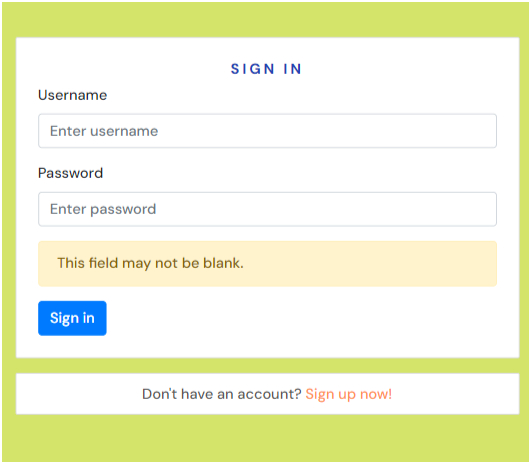 SIGN IN
Username
Enter username
Password
Enter password
This field may not be blank.
Sign in
Don't have an account? Sign up now!